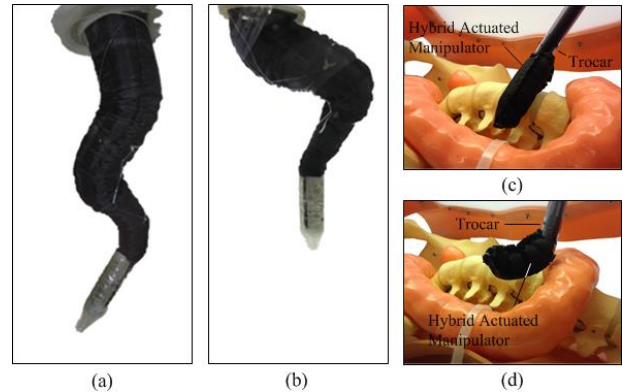 Hybrid Actuated
Manipulator
Trocar
(c)
Trocar
Hybrid Actuated
Manipulator
(a)
(b)
(d)